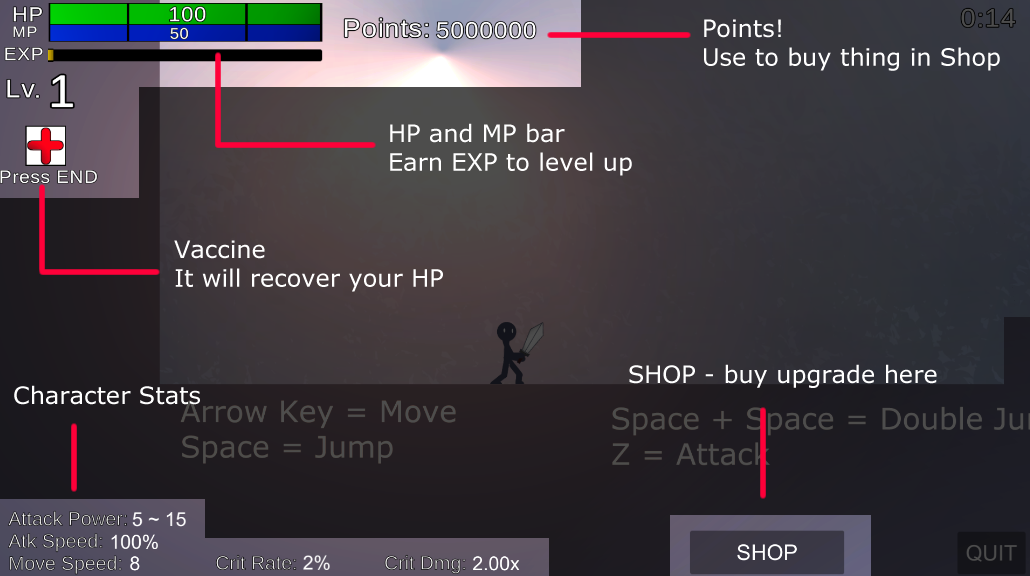 HP 100
MP 50
EXP
Lv. 1
Press END
Points: 5000000
0:14
Points!
Use to buy thing in Shop
HP and MP bar
Earn EXP to level up
Vaccine
It will recover your HP
SHOP - buy upgrade here
Character Stats
Arrow Key = Move
Space = Jump
Space + Space = Double Ju
Z = Attack
Attack Power: 5 ~ 15
Atk Speed: 100%
Move Speed: 8
Crit Rate: 2%
Crit Dmg: 2.00x
SHOP
QUIT